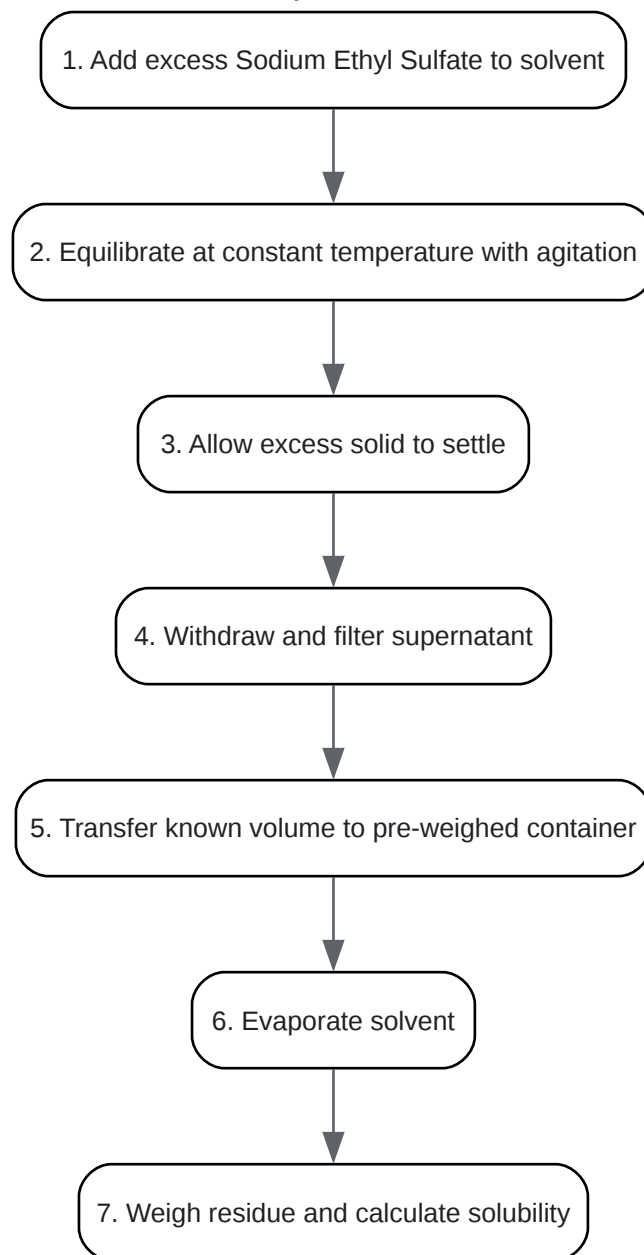 1. Add excess Sodium Ethyl Sulfate to solvent
2. Equilibrate at constant temperature with agitation
3. Allow excess solid to settle
4. Withdraw and filter supernatant
5. Transfer known volume to pre-weighed container
6. Evaporate solvent
7. Weigh residue and calculate solubility